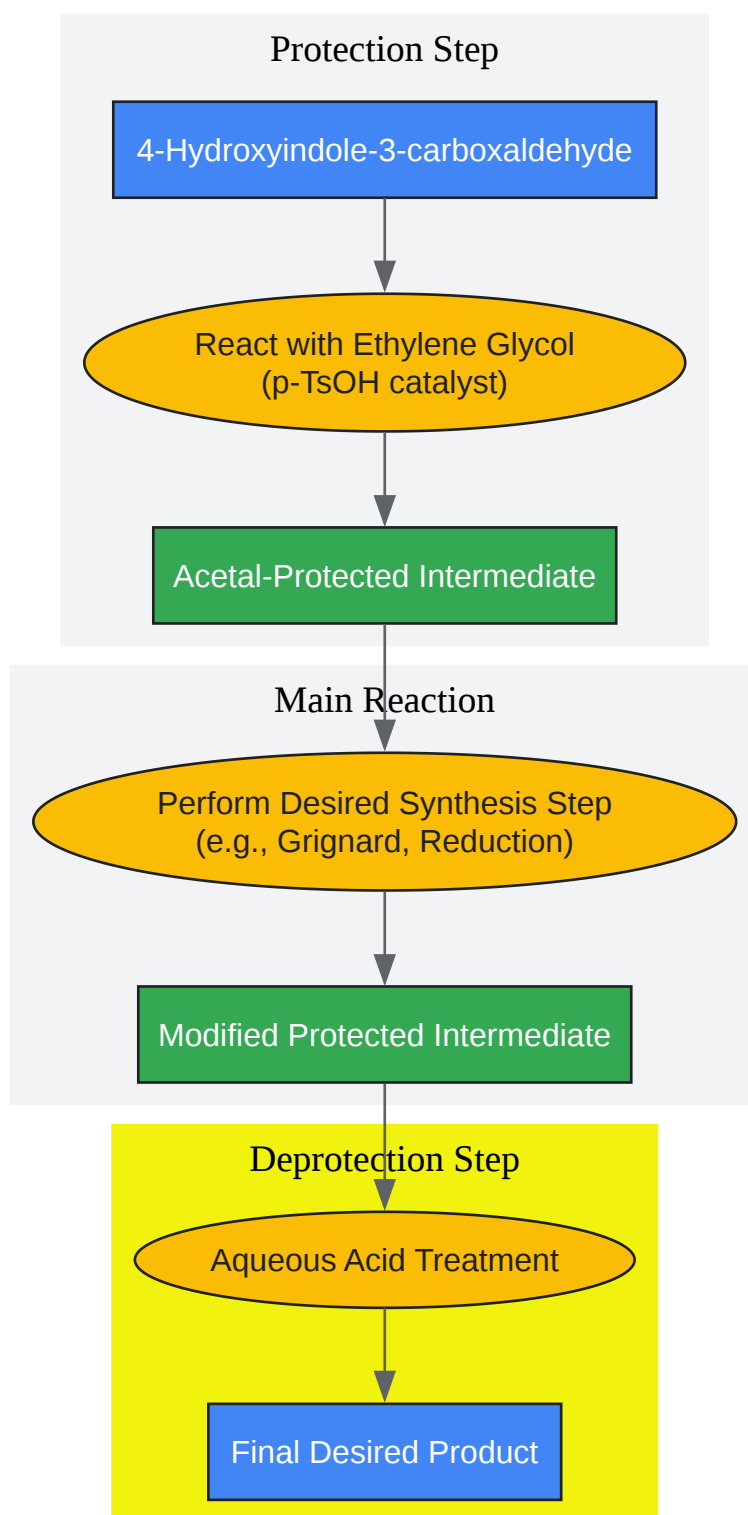 Protection Step
4-Hydroxyindole-3-carboxaldehyde
React with Ethylene Glycol
(p-TsOH catalyst)
Acetal-Protected Intermediate
Main Reaction
Perform Desired Synthesis Step
(e.g., Grignard, Reduction)
Modified Protected Intermediate
Deprotection Step
Aqueous Acid Treatment
Final Desired Product